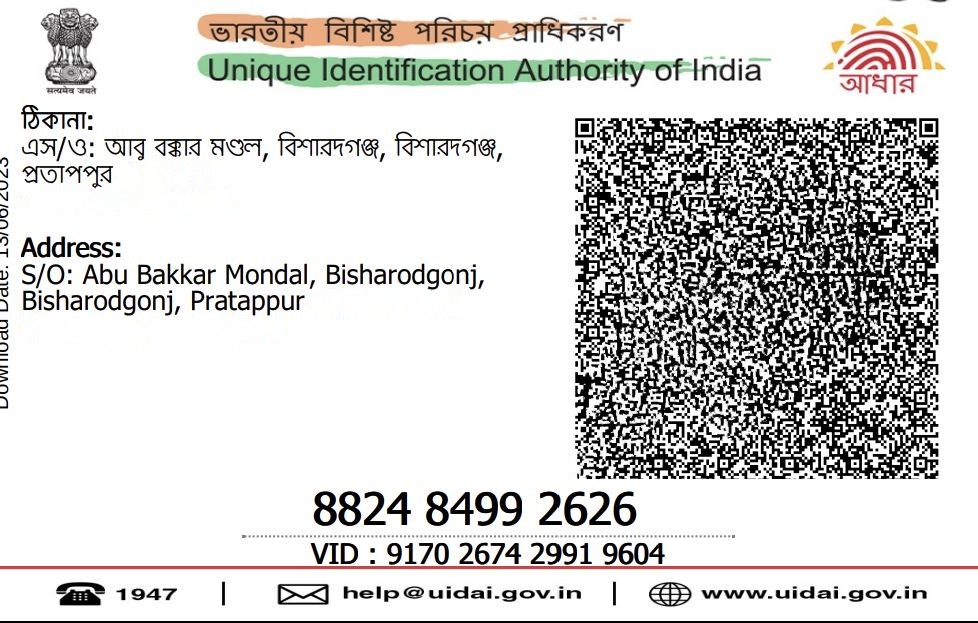 भारतीय
ভারতীয় বিশিষ্ট পরিচয় প্রাধিকরণ
Unique Identification Authority of India
सत्यमेव जयते
আধার
ঠিকানা:
এস/ও: আবু বক্কার মণ্ডল, বিশারদগঞ্জ, বিশারদগঞ্জ,
প্রতাপপুর
Address:
S/O: Abu Bakkar Mondal, Bisharodgonj,
Bisharodgonj, Pratappur
Download Date: 13/06/2023
8824 8499 2626
VID : 9170 2674 2991 9604
1947 | help@uidai.gov.in | www.uidai.gov.in